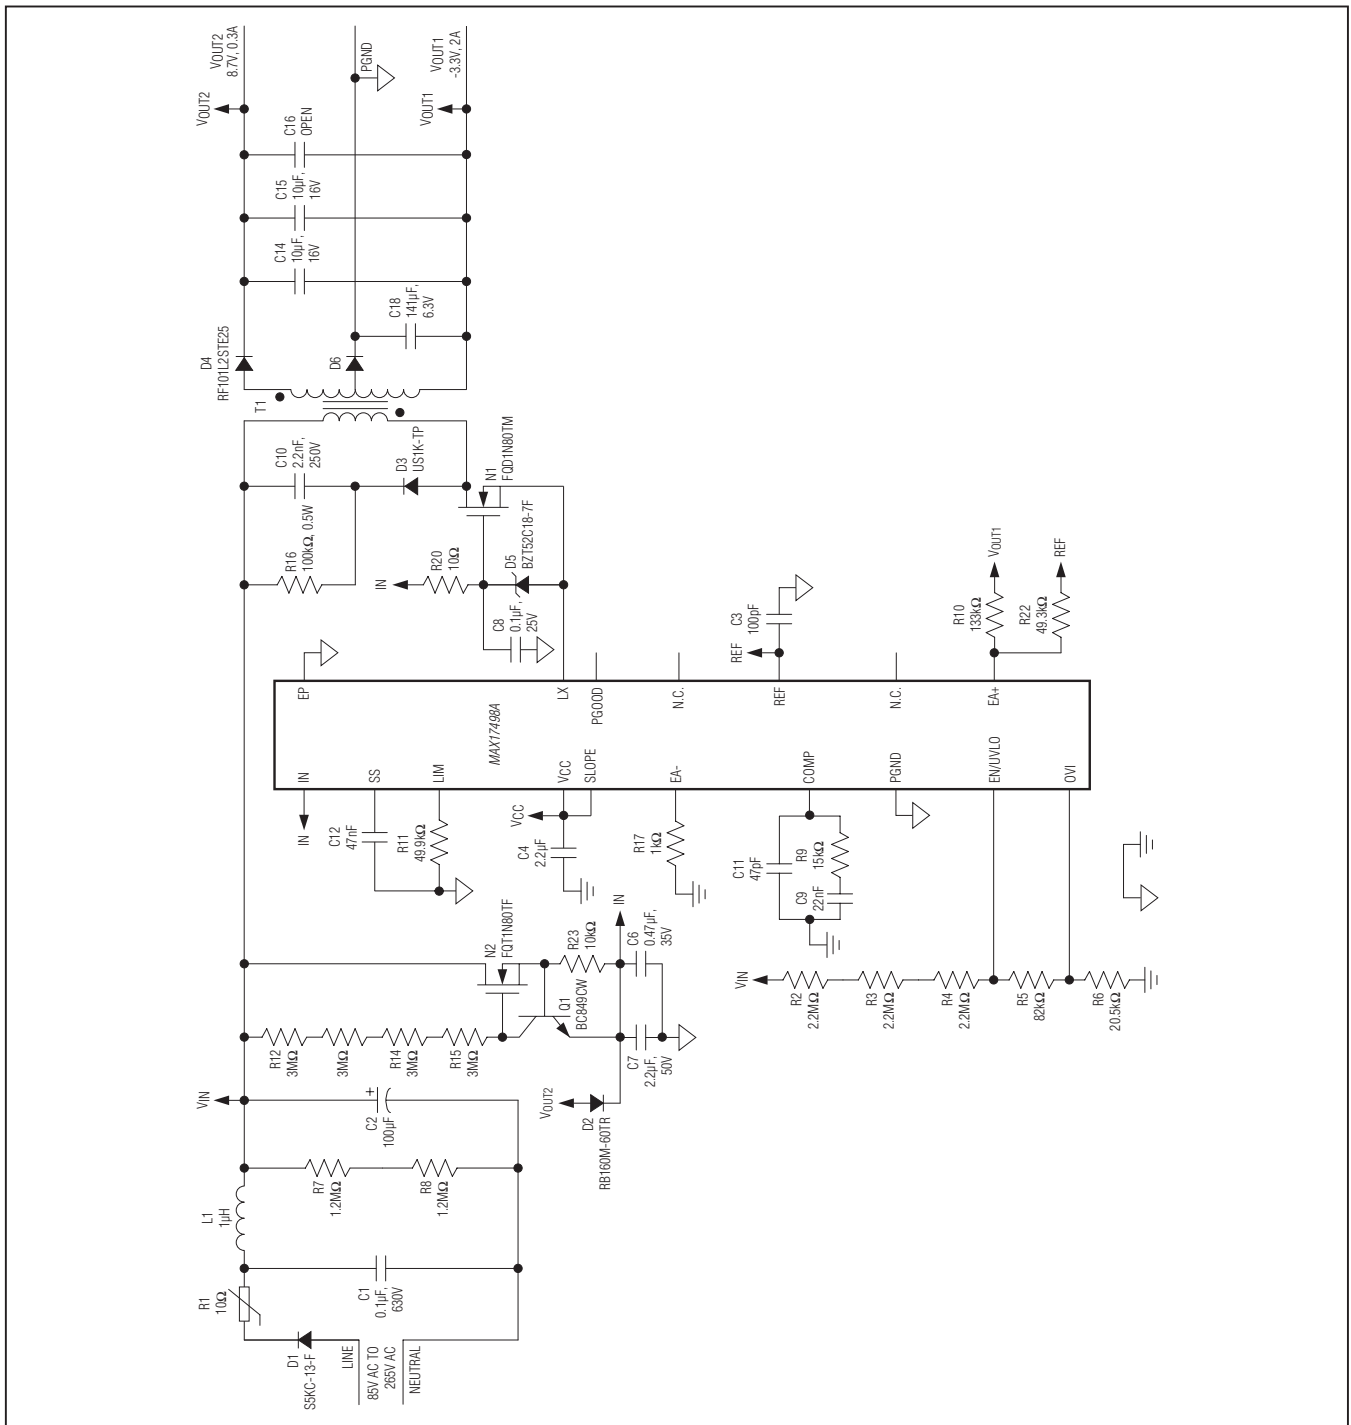 VOUT2
8.7V, 0.3A
PGND
VOUT1
-3.3V, 2A
VOUT2
VOUT1
C16
OPEN
C15
10µF,
16V
C14
10µF,
16V
C18
141µF,
6.3V
D4
RF101L2STE25
D6
T1
C10
2.2nF,
250V
D3
US1K-TP
N1
FQD1N80TM
R16
100kΩ, 0.5W
IN
R20
10Ω
D5
BZT52C18-7F
C8
0.1µF,
25V
C3
100pF
REF
VOUT1
REF
R10
133kΩ
R22
49.3kΩ
EP
LX
PGOOD
N.C.
REF
N.C.
EA+
MAX17498A
IN
SS
LIM
VCC
SLOPE
EA-
COMP
PGND
EN/UVLO
OVI
IN
C12
47nF
R11
49.9kΩ
VCC
C4
2.2µF
R17
1kΩ
C11
47pF
R9
15kΩ
C9
22nF
N2
FQT1N80TF
R23
10kΩ
IN
C6
0.47µF,
35V
Q1
BC849CW
C7
2.2µF,
50V
VIN
R2
2.2MΩ
R3
2.2MΩ
R4
2.2MΩ
R5
82kΩ
R6
20.5kΩ
R12
3MΩ
3MΩ
R14
3MΩ
R15
3MΩ
VOUT2
D2
RB160M-60TR
VIN
C2
100µF
+
R7
1.2MΩ
R8
1.2MΩ
L1
1µH
C1
0.1µF,
630V
R1
10Ω
D1
S5KC-13-F
LINE
85V AC TO
265V AC
NEUTRAL